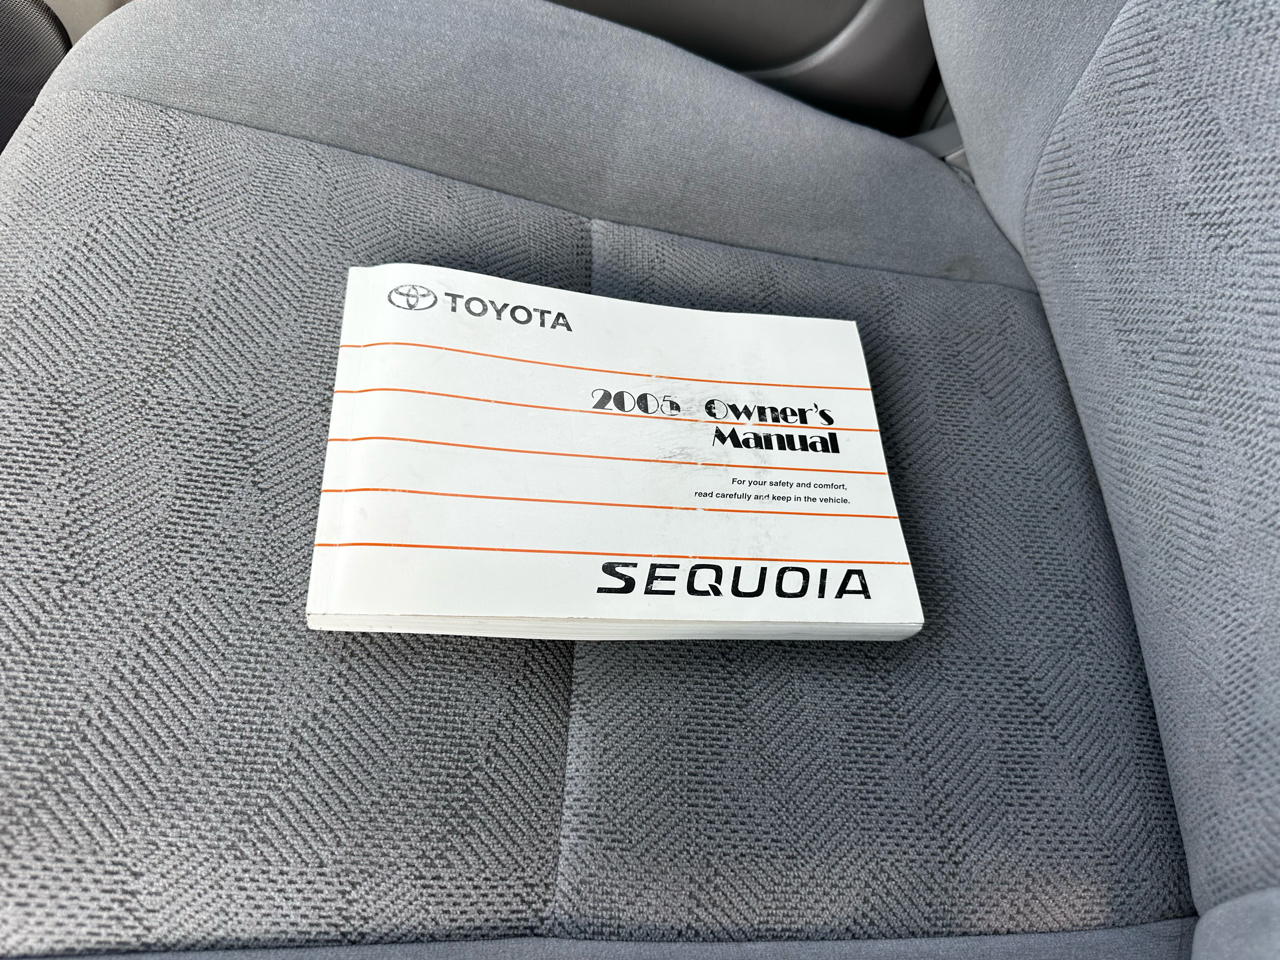 TOYOTA
2005 Owner's
Manual
For your safety and comfort,
read carefully and keep in the vehicle.
SEQUOIA